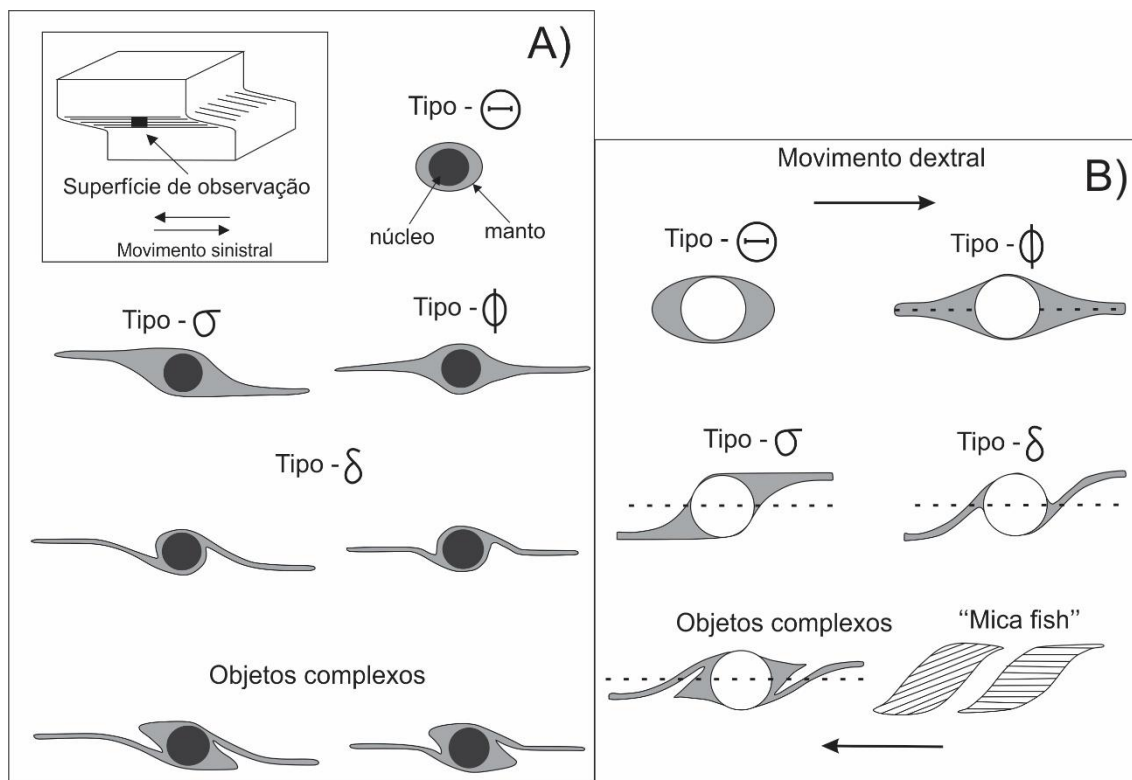 A)
Superfície de observação
Movimento sinistral
Tipo - Θ
núcleo
manto
Tipo - σ
Tipo - ϕ
Tipo - δ
Objetos complexos
B)
Movimento dextral
Tipo - Θ
Tipo - ϕ
Tipo - σ
Tipo - δ
Objetos complexos
“Mica fish”